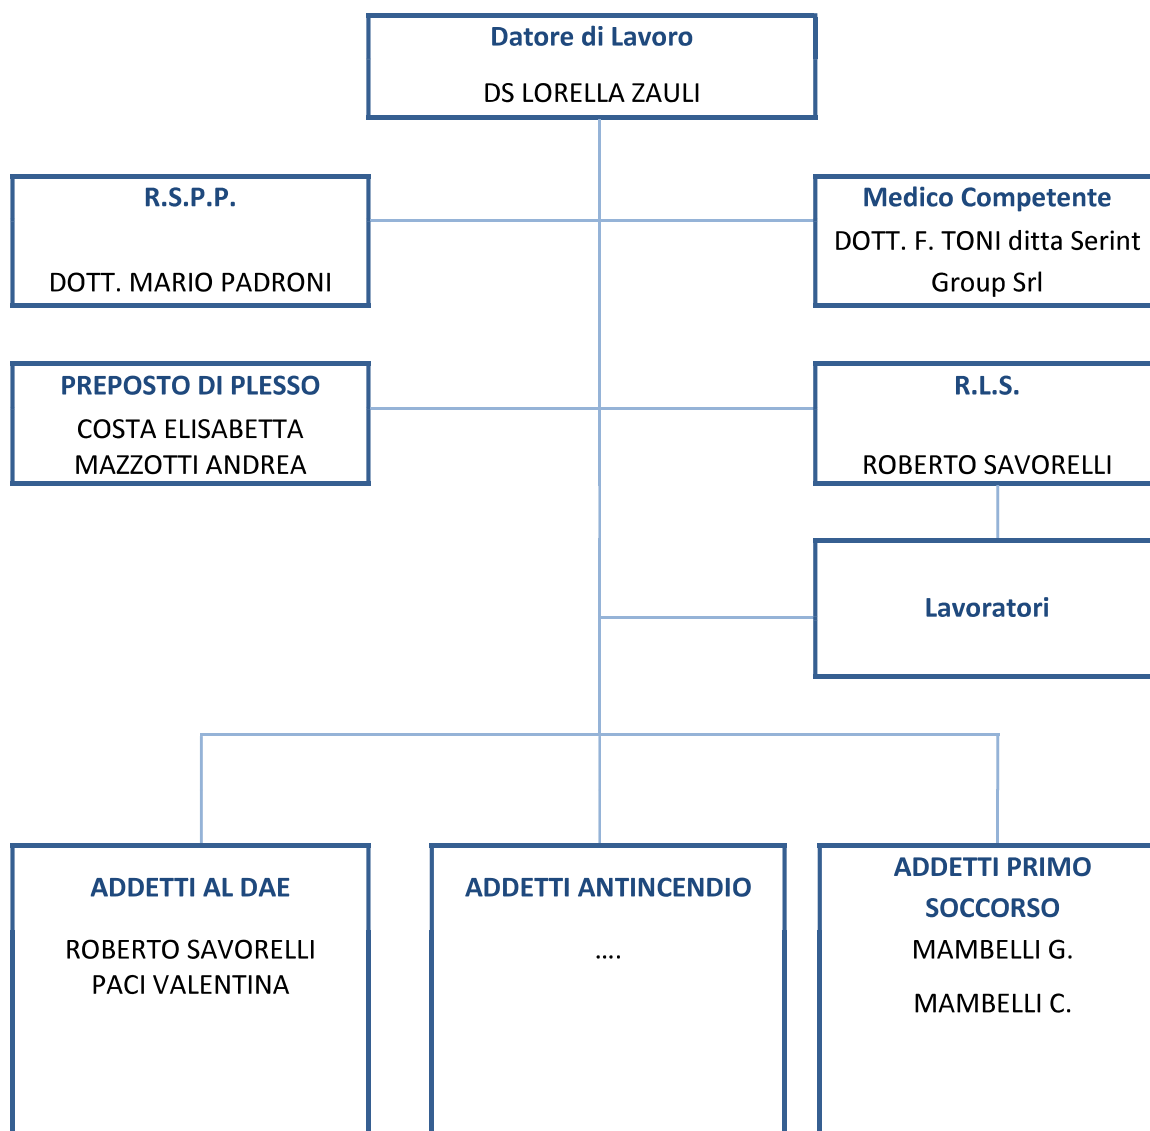 Datore di Lavoro
DS LORELLA ZAULI
R.S.P.P.
DOTT. MARIO PADRONI
Medico Competente
DOTT. F. TONI ditta Serint
Group Srl
PREPOSTO DI PLESSO
COSTA ELISABETTA
MAZZOTTI ANDREA
R.L.S.
ROBERTO SAVORELLI
Lavoratori
ADDETTI AL DAE
ROBERTO SAVORELLI
PACI VALENTINA
ADDETTI ANTINCENDIO
....
ADDETTI PRIMO
SOCCORSO
MAMBELLI G.
MAMBELLI C.